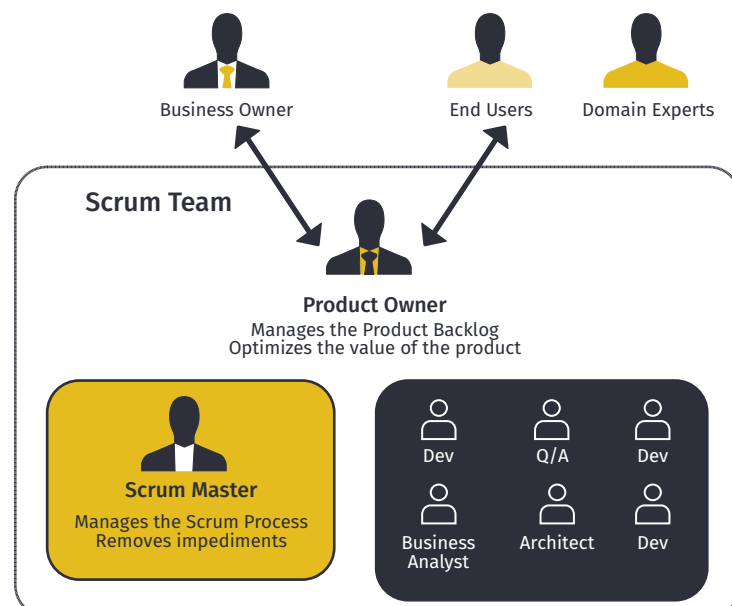 Business Owner
End Users
Domain Experts
Scrum Team
Product Owner
Manages the Product Backlog
Optimizes the value of the product
Scrum Master
Manages the Scrum Process
Removes impediments
Dev
Q/A
Dev
Business
Analyst
Architect
Dev